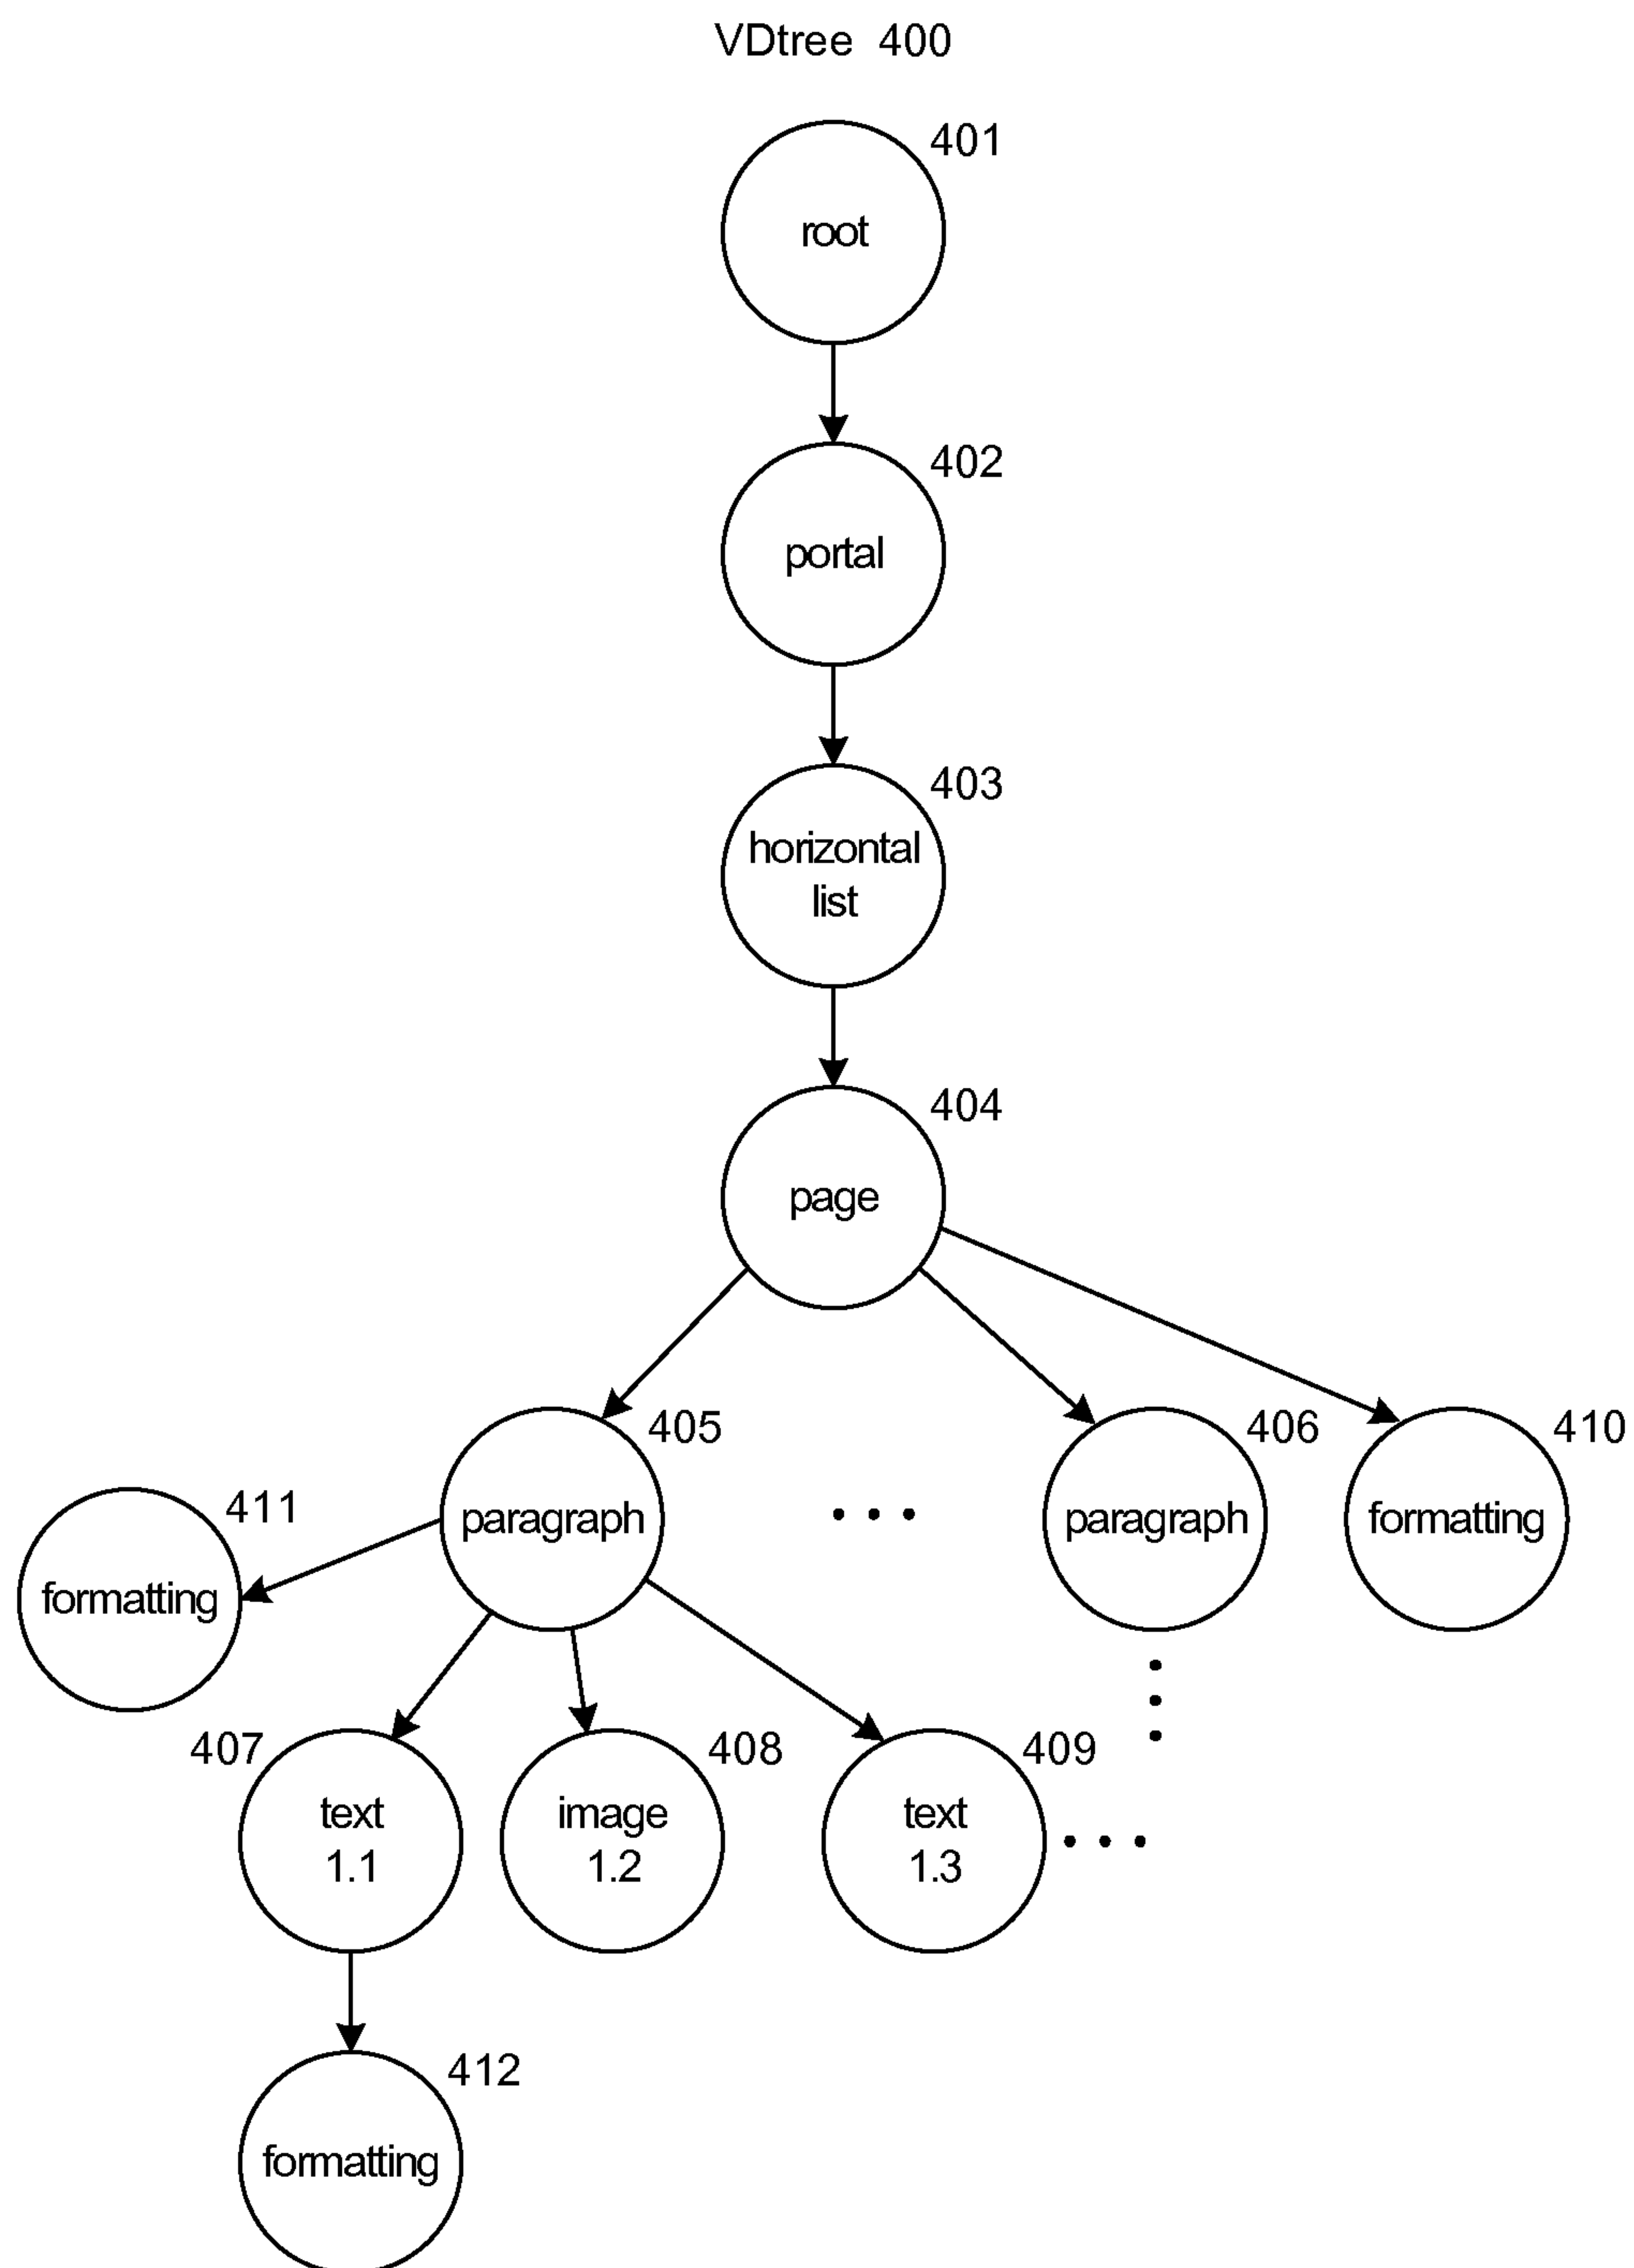 VDtree 400
401
root
402
portal
403
horizontal
list
404
page
405
paragraph
406
paragraph
410
formatting
411
formatting
407
text
1.1
408
image
1.2
409
text
1.3
412
formatting